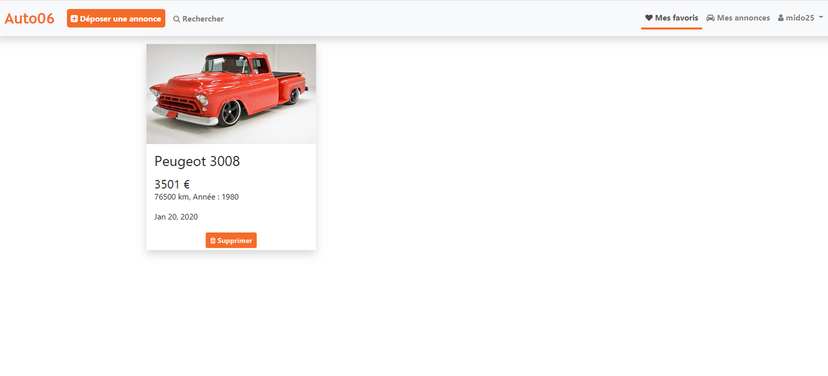 Auto06
Déposer une annonce
Rechercher
Mes favoris
Mes annonces
mido25
Peugeot 3008
3501 €
76500 km, Année : 1980
Jan 20, 2020
Supprimer